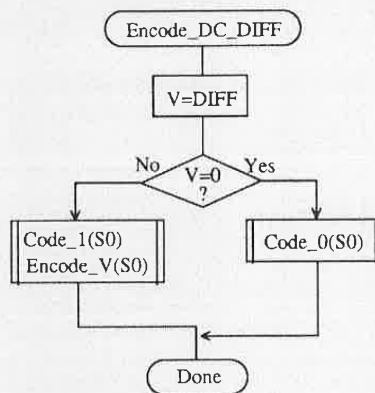 Encode_DC_DIFF
V=DIFF
No
V=0
?
Yes
Code_1(S0)
Encode_V(S0)
Code_0(S0)
Done